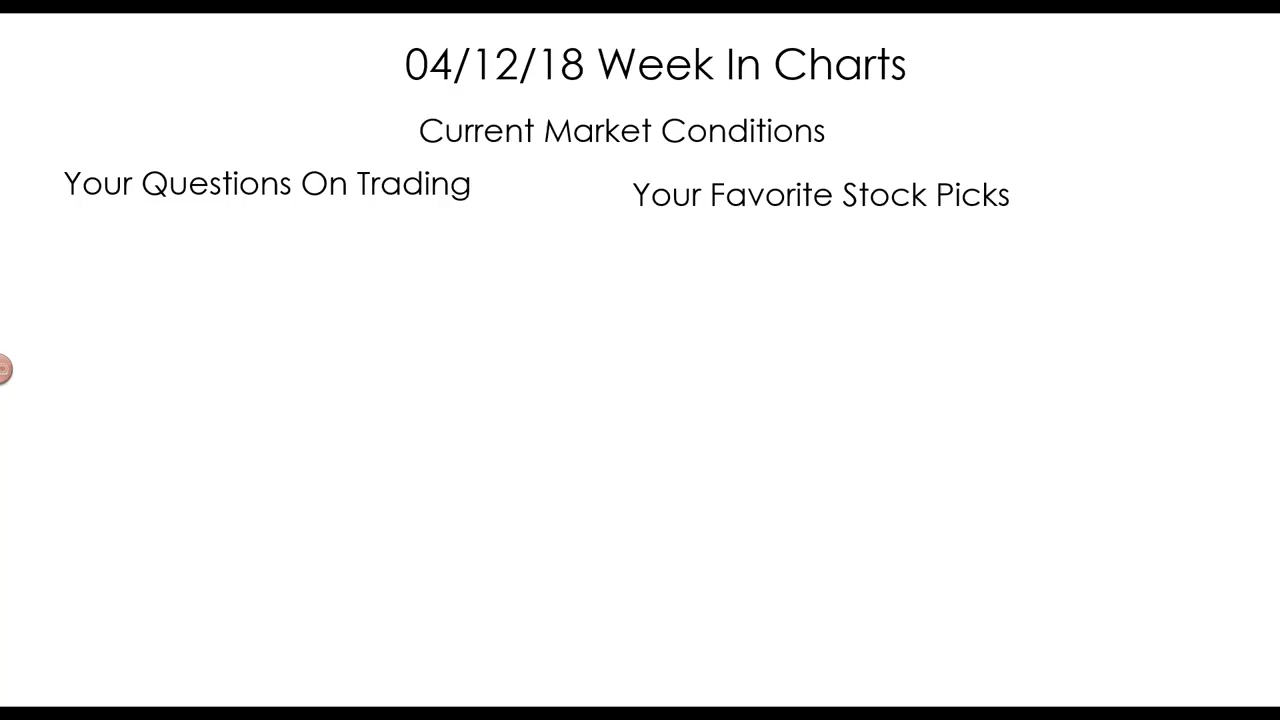 04/12/18 Week In Charts
Current Market Conditions
Your Questions On Trading
Your Favorite Stock Picks